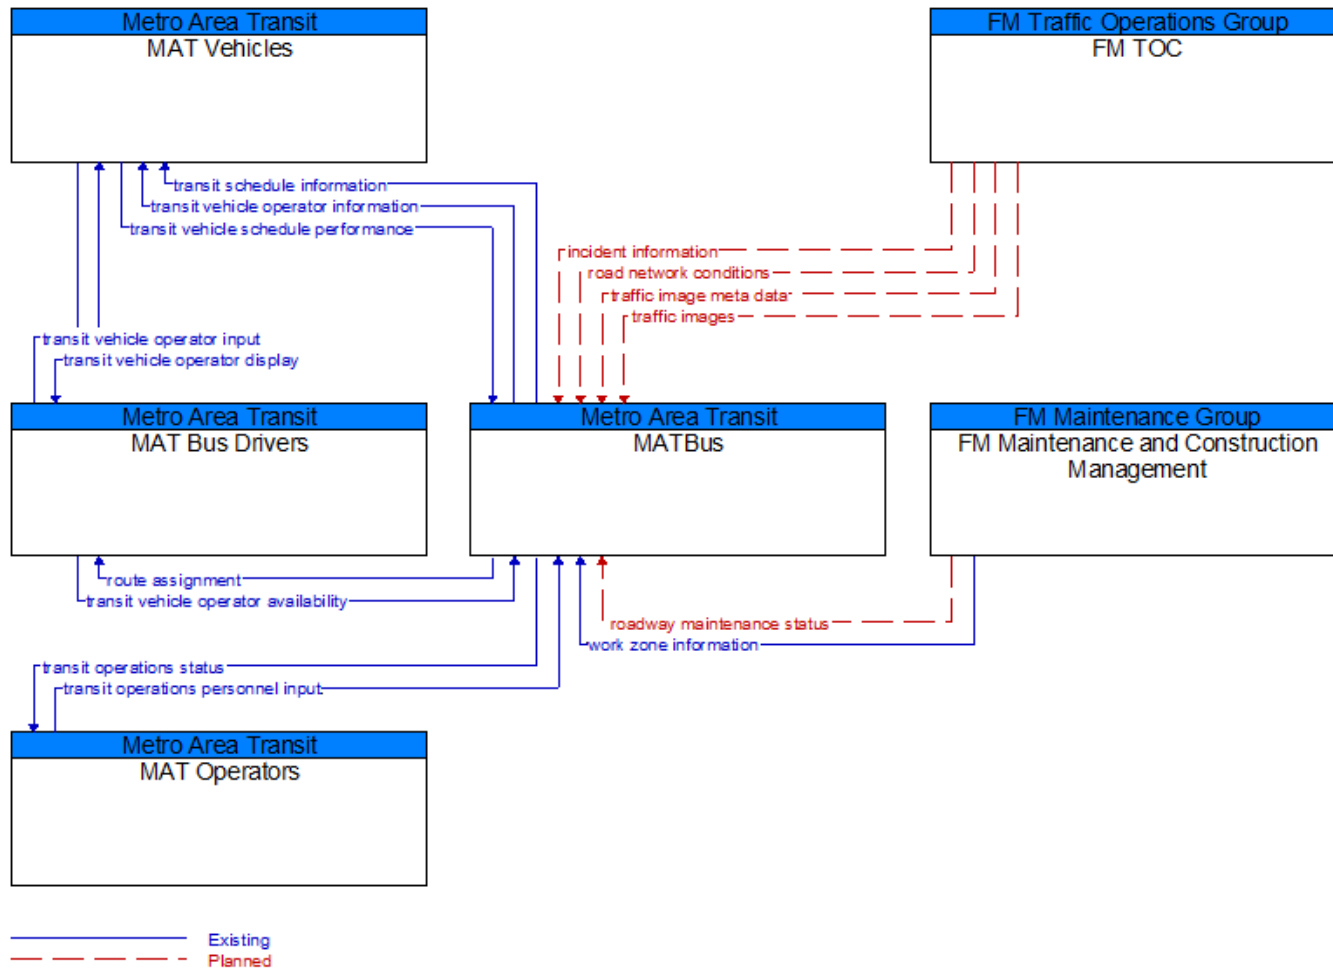 Metro Area Transit
MAT Vehicles
FM Traffic Operations Group
FM TOC
transit schedule information
transit vehicle operator information
transit vehicle schedule performance
incident information
road network conditions
traffic image meta data
traffic images
transit vehicle operator input
transit vehicle operator display
Metro Area Transit
MAT Bus Drivers
Metro Area Transit
MATBus
FM Maintenance Group
FM Maintenance and Construction
Management
route assignment
transit vehicle operator availability
roadway maintenance status
work zone information
transit operations status
transit operations personnel input
Metro Area Transit
MAT Operators
Existing
Planned